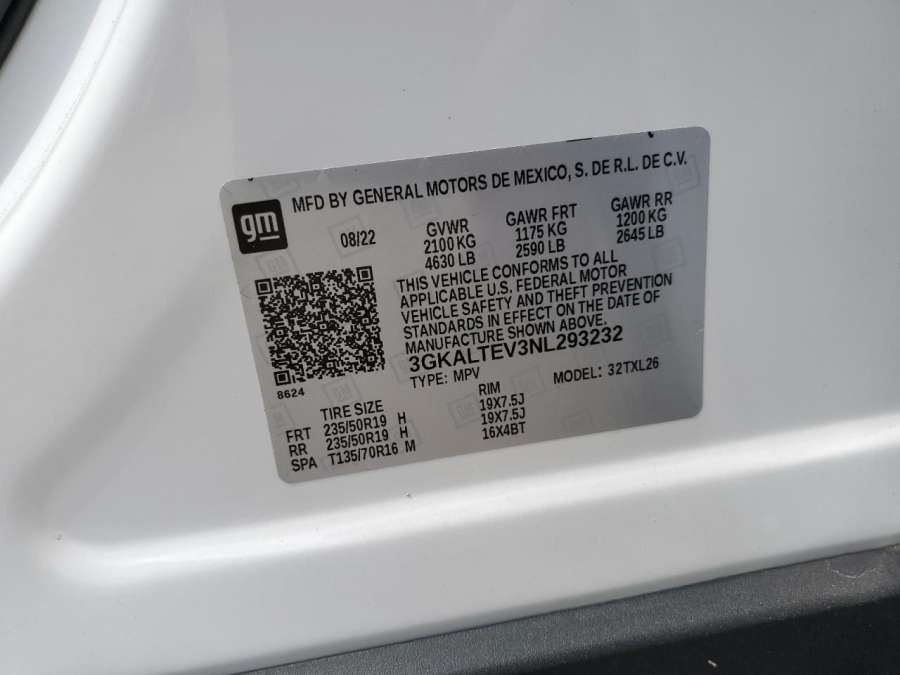 MFD BY GENERAL MOTORS DE MEXICO, S. DE R.L. DE C.V.
gm
08/22
GVWR GAWR FRT GAWR RR
2100 KG 1175 KG 1200 KG
4630 LB 2590 LB 2645 LB
THIS VEHICLE CONFORMS TO ALL
APPLICABLE U.S. FEDERAL MOTOR
VEHICLE SAFETY AND THEFT PREVENTION
STANDARDS IN EFFECT ON THE DATE OF
MANUFACTURE SHOWN ABOVE.
3GKALTEV3NL293232
TYPE: MPV MODEL: 32TXL26
8624
TIRE SIZE RIM
FRT 235/50R19 H 19X7.5J
RR 235/50R19 H 19X7.5J
SPA T135/70R16 M 16X4BT